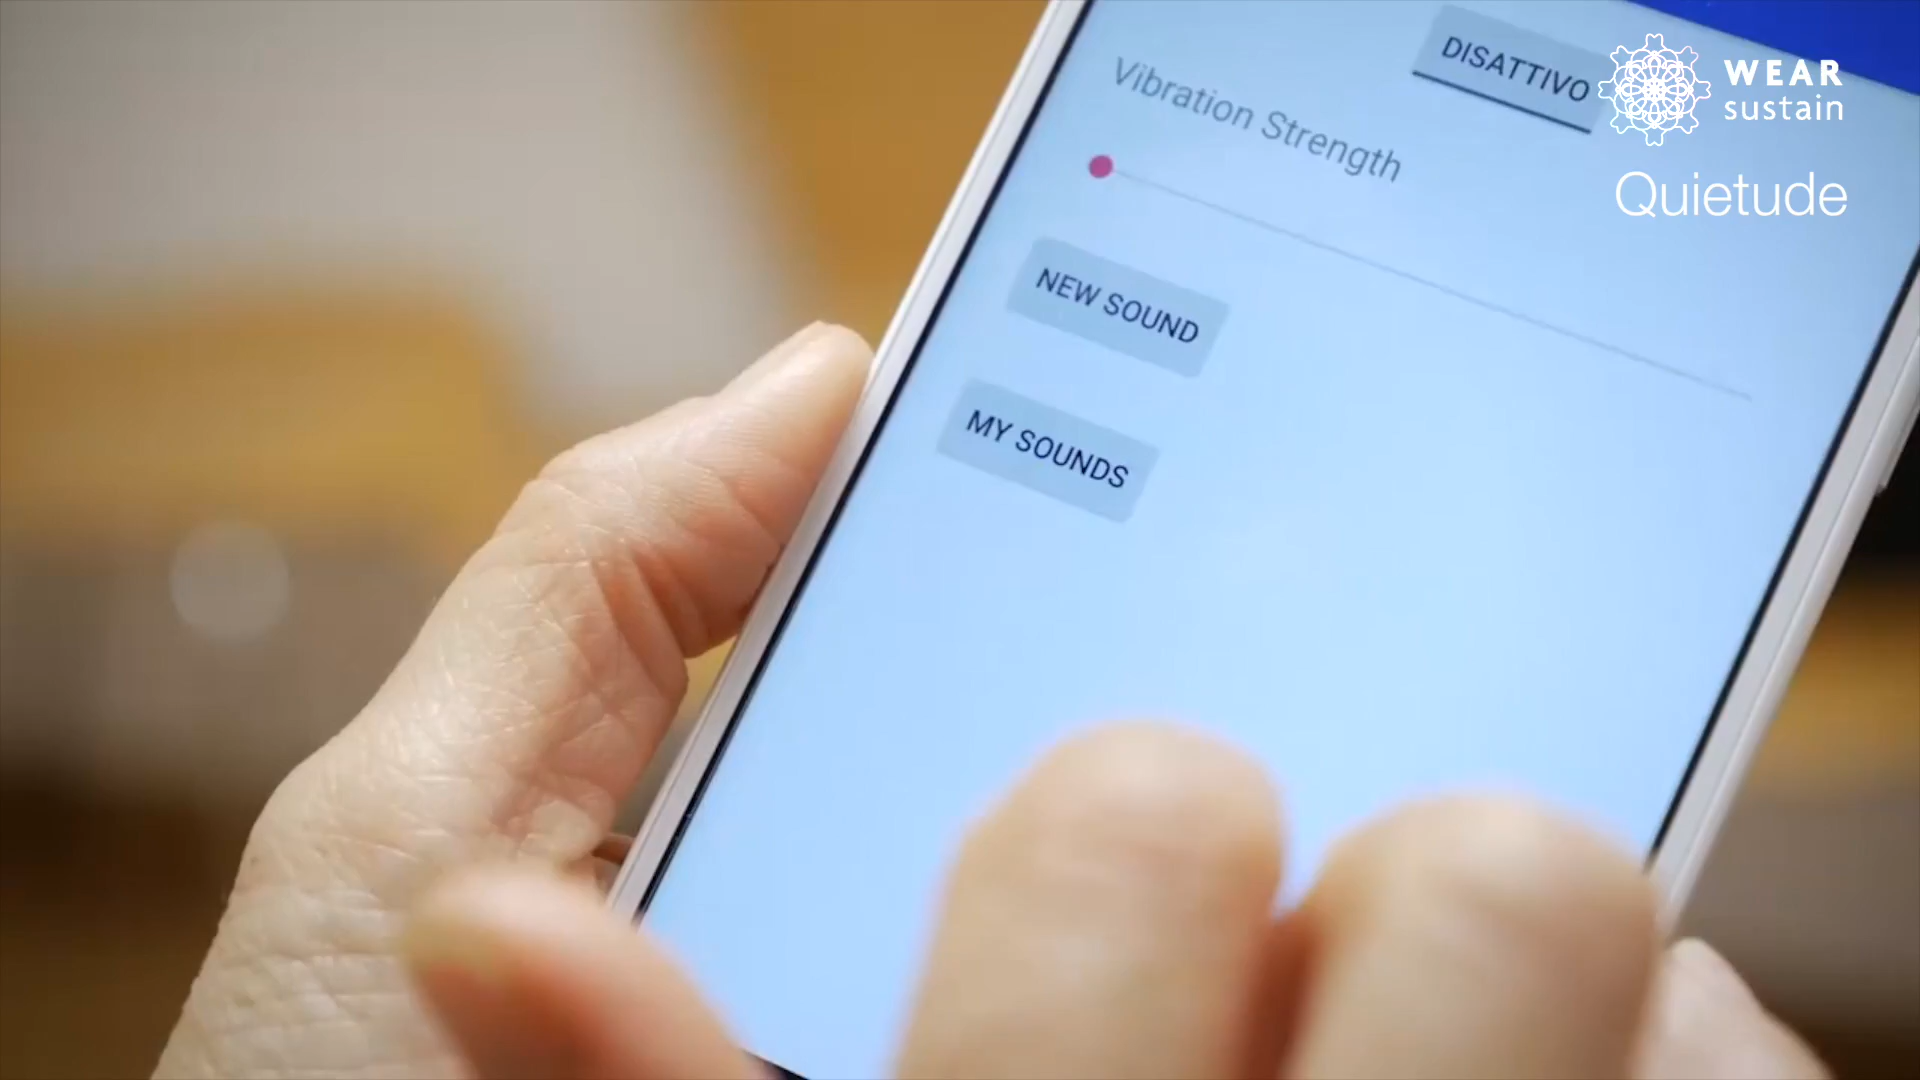 DISATTIVO
Vibration Strength
NEW SOUND
MY SOUNDS
WEAR
sustain
Quietude